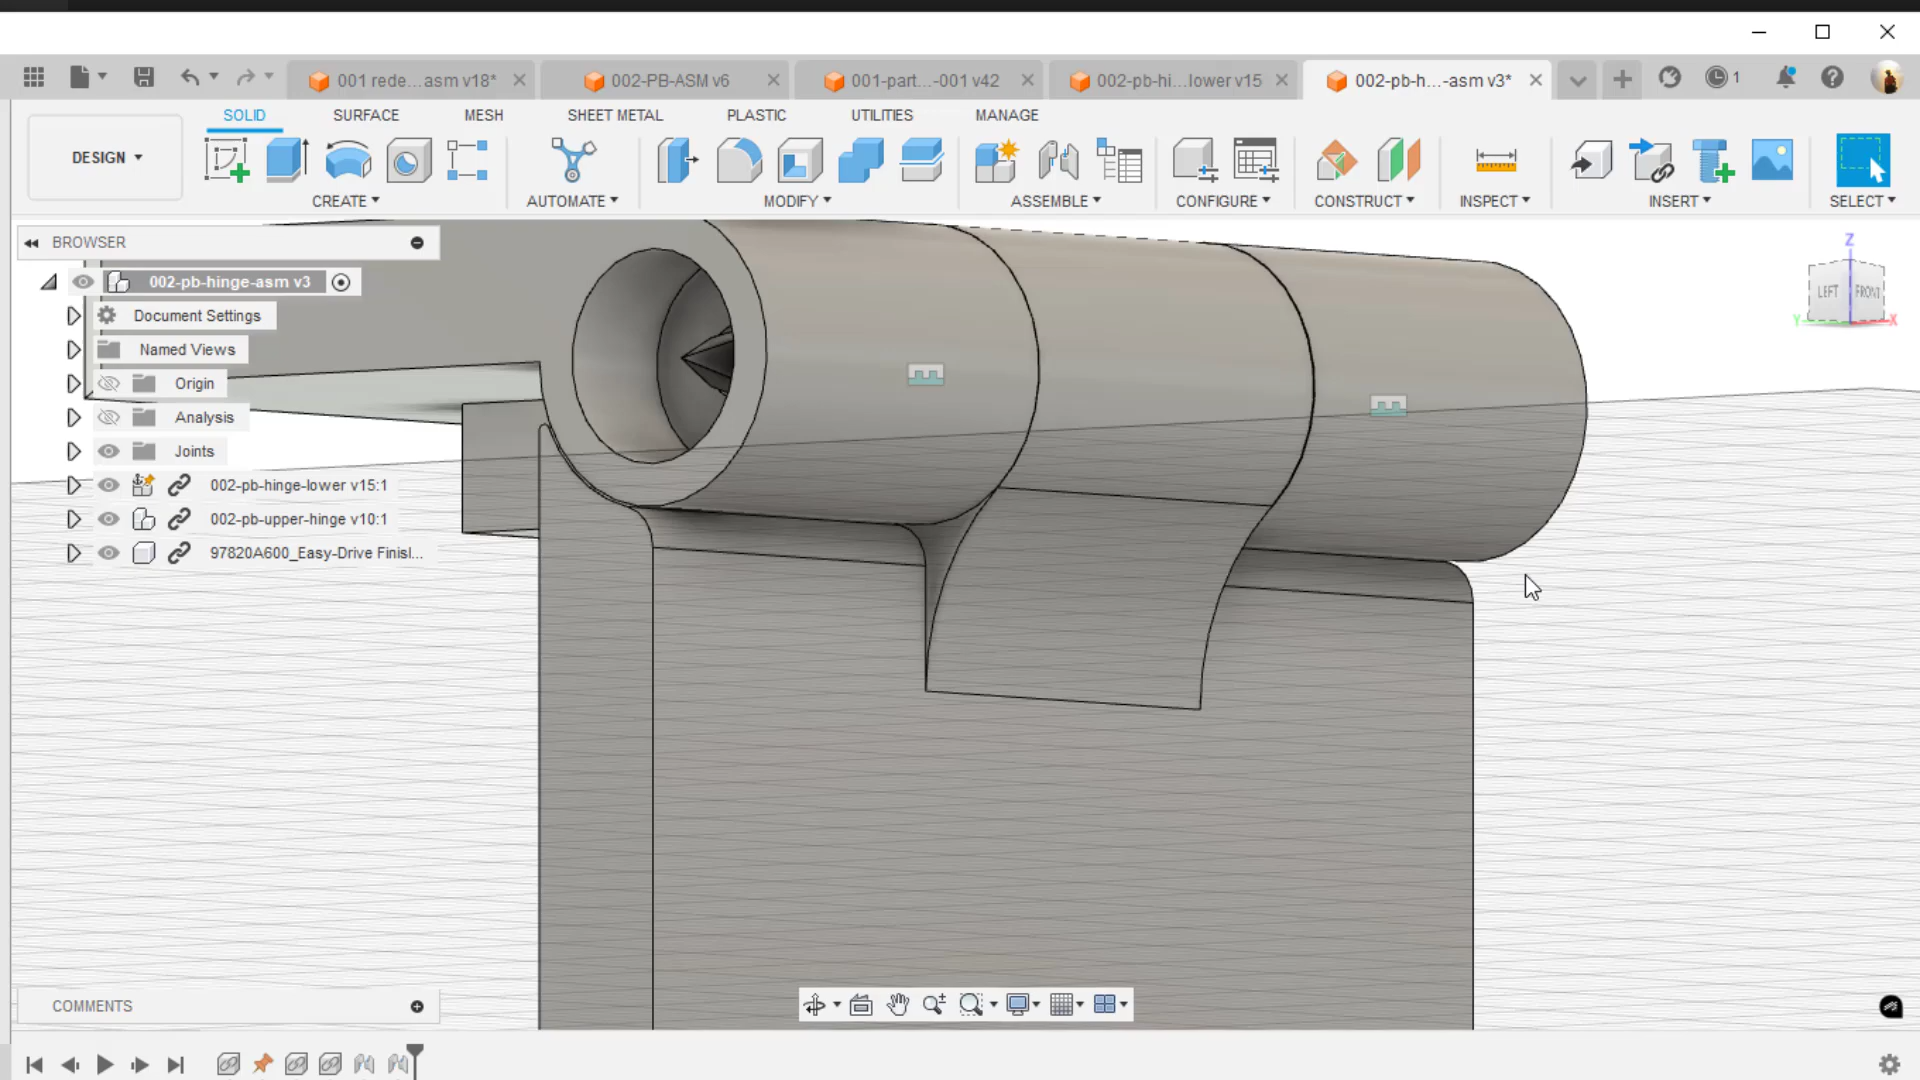 001 rede...asm v18*
002-PB-ASM v6
001-part...-001 v42
002-pb-hi...lower v15
002-pb-h...-asm v3*
1
SOLID
SURFACE
MESH
SHEET METAL
PLASTIC
UTILITIES
MANAGE
DESIGN
CREATE
AUTOMATE
MODIFY
ASSEMBLE
CONFIGURE
CONSTRUCT
INSPECT
INSERT
SELECT
BROWSER
002-pb-hinge-asm v3
Document Settings
Named Views
Origin
Analysis
Joints
002-pb-hinge-lower v15:1
002-pb-upper-hinge v10:1
97820A600_Easy-Drive Finisl...
Z
LEFT
FRONT
Y
X
COMMENTS